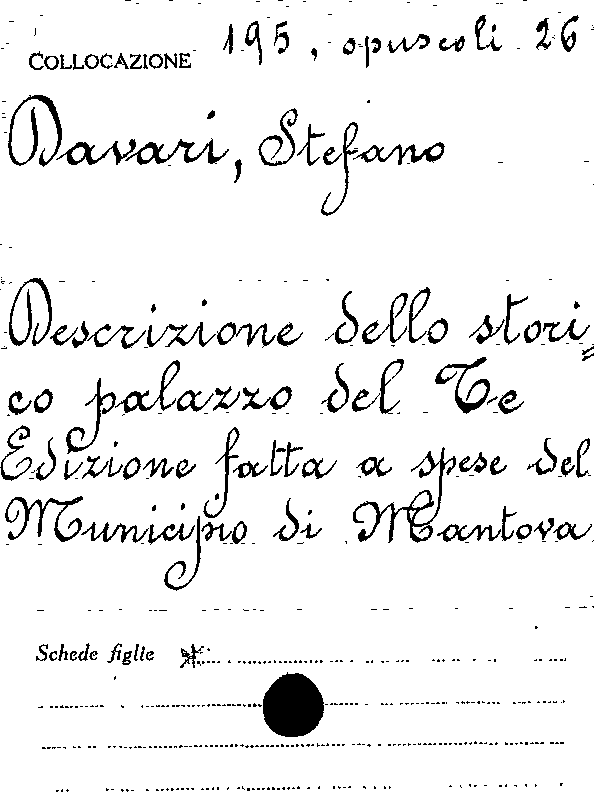 COLLOCAZIONE 195, opuscoli 26
Davari, Stefano
Descrizione dello stori=
co palazzo del Te
Edizione fatta a spese del
Municipio di Mantova
Schede figlie *